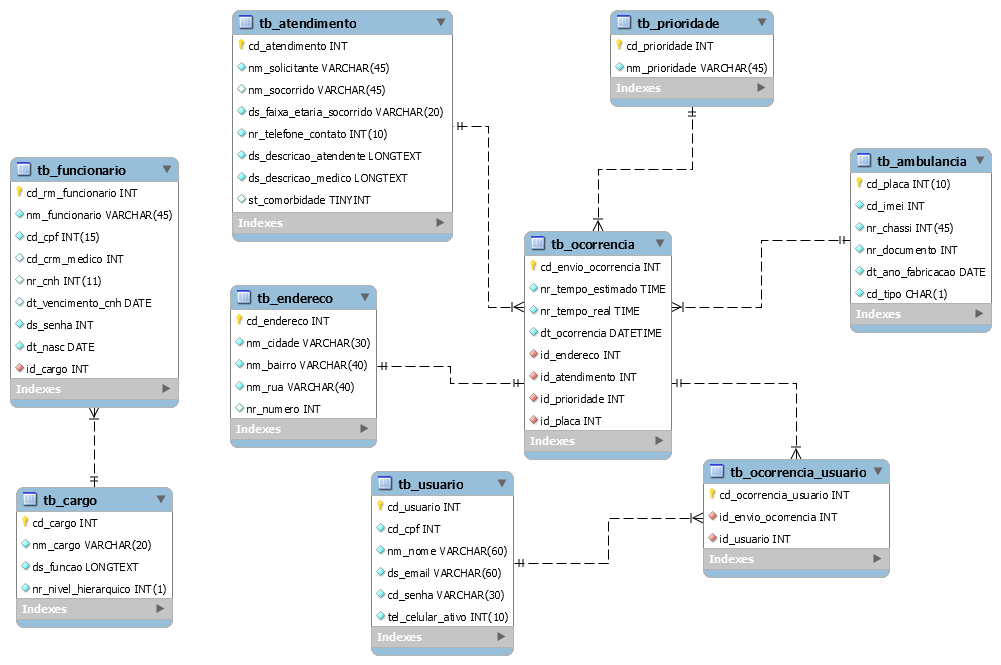 tb_atendimento
cd_atendimento INT
nm_solicitante VARCHAR(45)
nm_socorrido VARCHAR(45)
ds_faixa_etaria_socorrido VARCHAR(20)
nr_telefone_contato INT(10)
ds_descricao_atendente LONGTEXT
ds_descricao_medico LONGTEXT
st_comorbidade TINYINT
Indexes
tb_prioridade
cd_prioridade INT
nm_prioridade VARCHAR(45)
Indexes
tb_funcionario
cd_rm_funcionario INT
nm_funcionario VARCHAR(45)
cd_cpf INT(15)
cd_crm_medico INT
nr_cnh INT(11)
dt_vencimento_cnh DATE
ds_senha INT
dt_nasc DATE
id_cargo INT
Indexes
tb_ambulancia
cd_placa INT(10)
cd_imei INT
nr_chassi INT(45)
nr_documento INT
dt_ano_fabricacao DATE
cd_tipo CHAR(1)
Indexes
tb_ocorrencia
cd_envio_ocorrencia INT
nr_tempo_estimado TIME
nr_tempo_real TIME
dt_ocorrencia DATETIME
id_endereco INT
id_atendimento INT
id_prioridade INT
id_placa INT
Indexes
tb_endereco
cd_endereco INT
nm_cidade VARCHAR(30)
nm_bairro VARCHAR(40)
nm_rua VARCHAR(40)
nr_numero INT
Indexes
tb_cargo
cd_cargo INT
nm_cargo VARCHAR(20)
ds_funcao LONGTEXT
nr_nivel_hierarquico INT(1)
Indexes
tb_usuario
cd_usuario INT
cd_cpf INT
nm_nome VARCHAR(60)
ds_email VARCHAR(60)
cd_senha VARCHAR(30)
tel_celular_ativo INT(10)
Indexes
tb_ocorrencia_usuario
cd_ocorrencia_usuario INT
id_envio_ocorrencia INT
id_usuario INT
Indexes